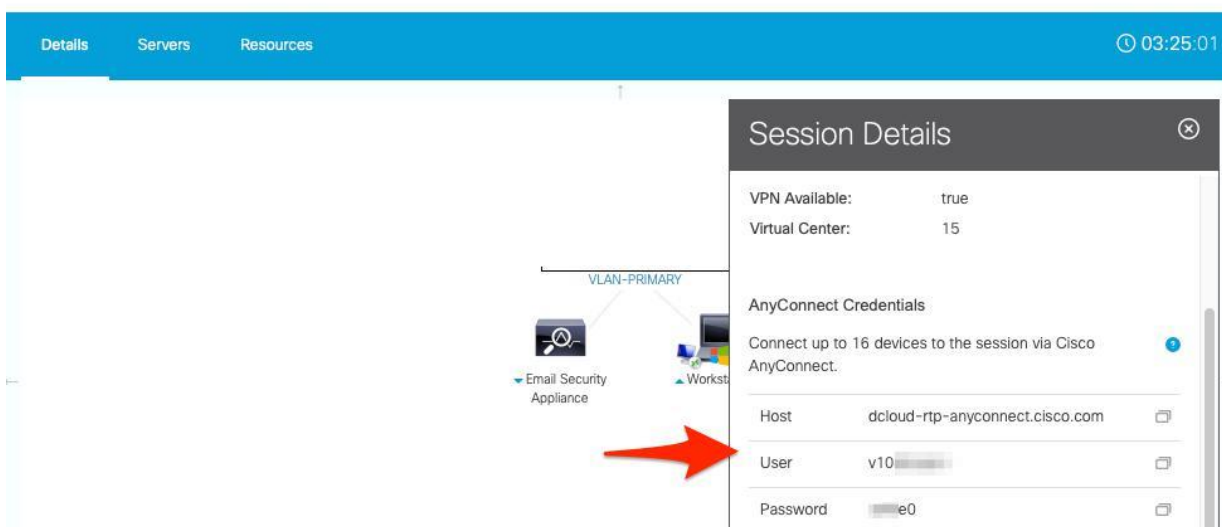 Details Servers Resources 03:25:01
Session Details
VPN Available: true
Virtual Center: 15
VLAN-PRIMARY
AnyConnect Credentials
Connect up to 16 devices to the session via Cisco
AnyConnect.
Email Security
Appliance
Worksta
Host dcloud-rtp-anyconnect.cisco.com
User v10
Password e0